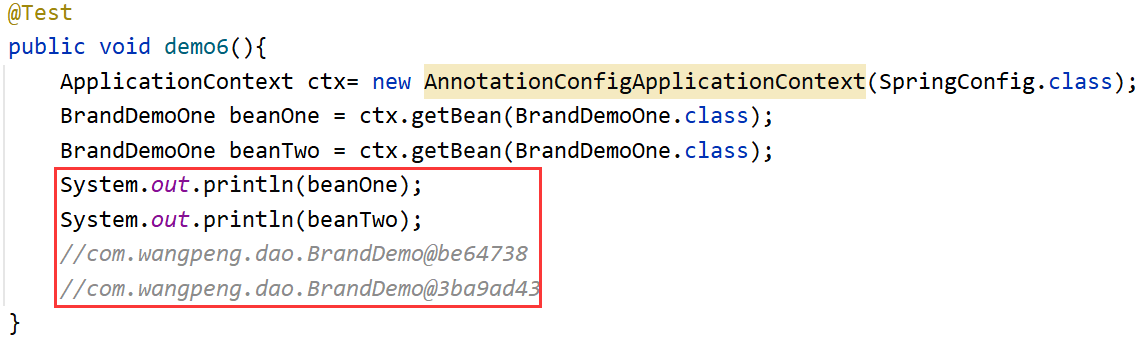 @Test
public void demo6(){
    ApplicationContext ctx= new AnnotationConfigApplicationContext(SpringConfig.class);
    BrandDemoOne beanOne = ctx.getBean(BrandDemoOne.class);
    BrandDemoOne beanTwo = ctx.getBean(BrandDemoOne.class);
    System.out.println(beanOne);
    System.out.println(beanTwo);
    //com.wangpeng.dao.BrandDemo@be64738
    //com.wangpeng.dao.BrandDemo@3ba9ad43
}